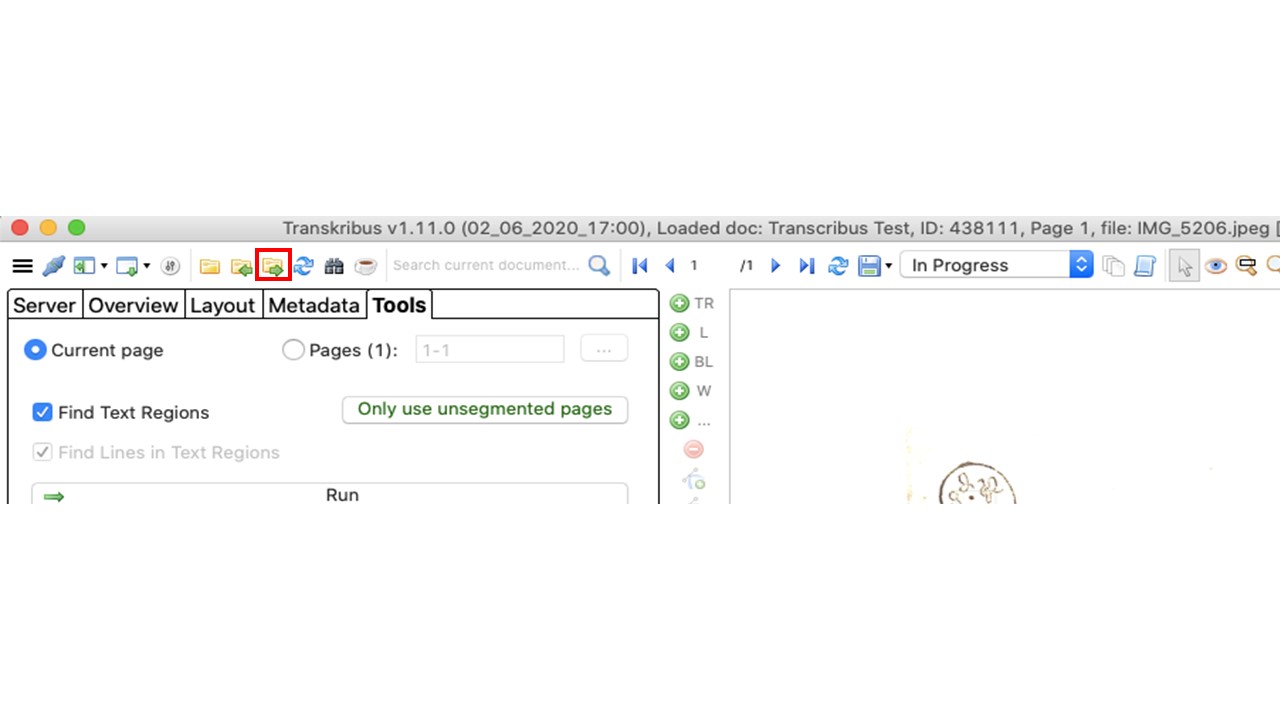 Transkribus v1.11.0 (02_06_2020_17:00), Loaded doc: Transcribus Test, ID: 438111, Page 1, file: IMG_5206.jpeg [
Search current document... 1 /1 In Progress
Server Overview Layout Metadata Tools
TR
Current page Pages (1): 1-1 ...
L
BL
W
Find Text Regions Only use unsegmented pages
...
Find Lines in Text Regions
Run